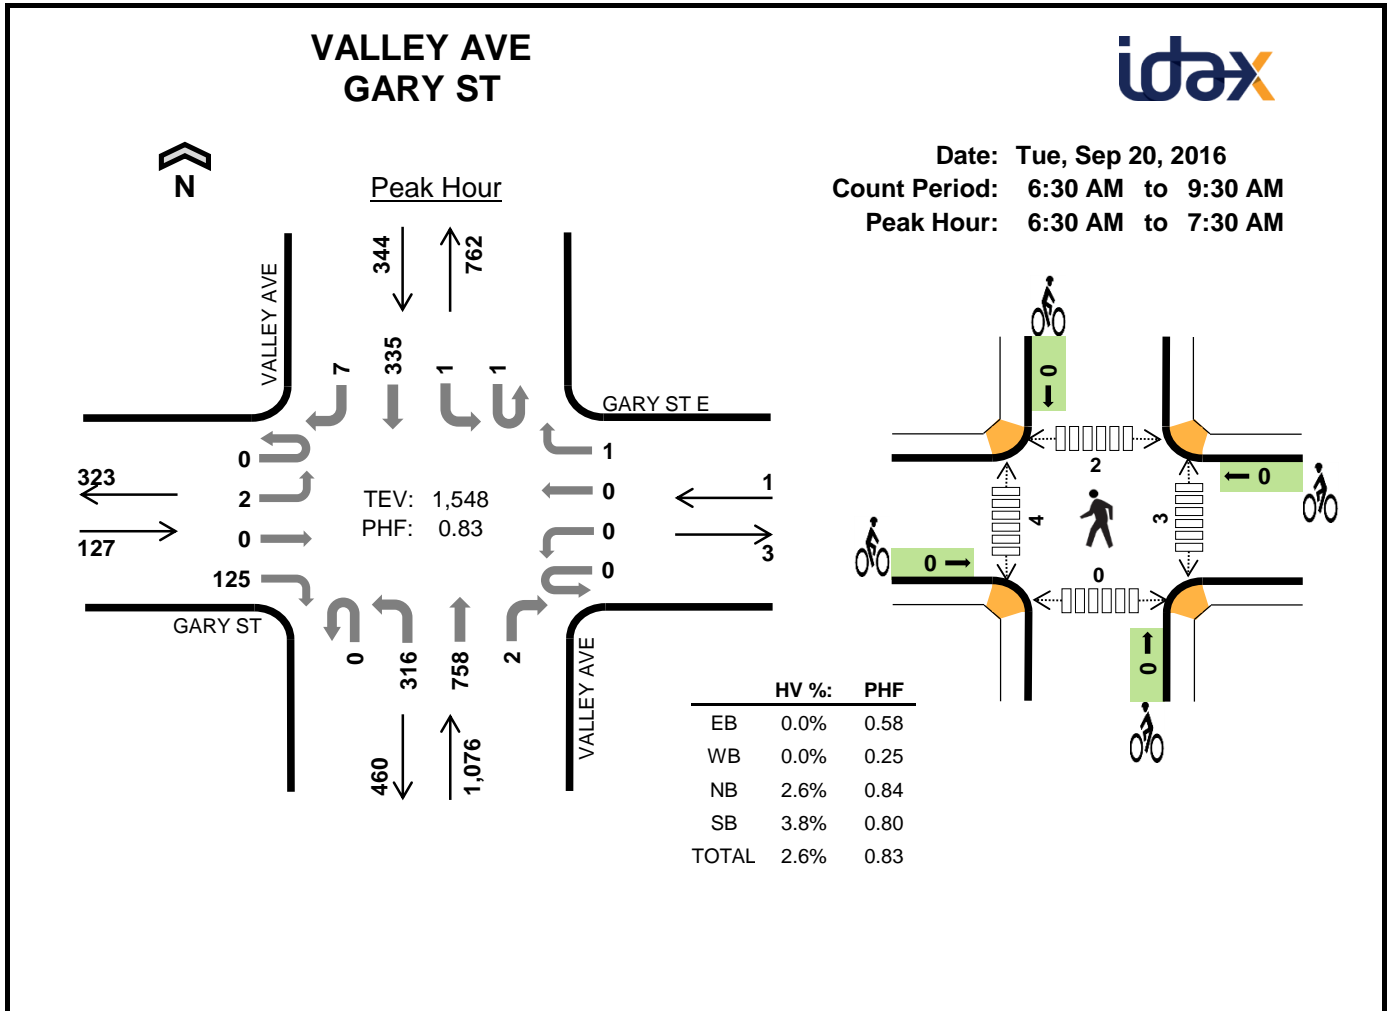 VALLEY AVE
GARY ST
idax
Date: Tue, Sep 20, 2016
Count Period: 6:30 AM to 9:30 AM
Peak Hour: 6:30 AM to 7:30 AM
N
Peak Hour
344
762
VALLEY AVE
7
335
1
1
GARY ST E
0
2
0
125
323
127
TEV: 1,548
PHF: 0.83
1
0
0
0
1
3
GARY ST
0
316
758
2
VALLEY AVE
460
1,076
0
2
0
4
3
0
0
0
HV %: PHF
EB 0.0% 0.58
WB 0.0% 0.25
NB 2.6% 0.84
SB 3.8% 0.80
TOTAL 2.6% 0.83